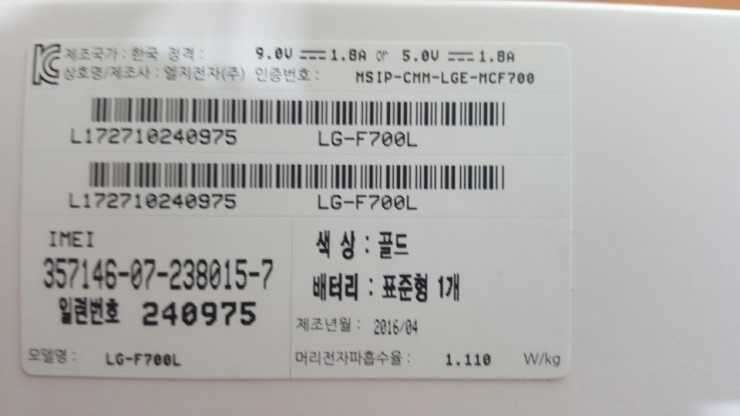 KC 제조국가 : 한국 정격 : 9.0V ⎓ 1.8A or 5.0V ⎓ 1.8A
상호명/제조사 : 엘지전자(주) 인증번호 : MSIP-CMM-LGE-MCF700
L172710240975 LG-F700L
L172710240975 LG-F700L
IMEI
357146-07-238015-7
일련번호 240975
모델명 : LG-F700L
색 상 : 골드
배터리 : 표준형 1개
제조년월 : 2016/04
머리전자파흡수율 : 1.110 W/kg